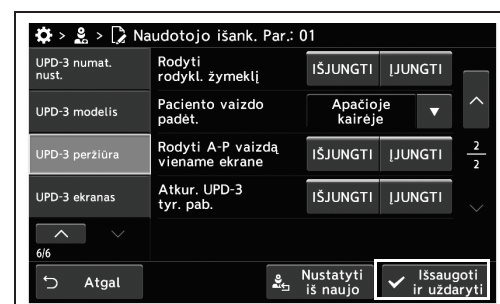 > > Naudotojo išank. Par.: 01
UPD-3 numat.
nust.
Rodyti
rodykl. žymeklį
IŠJUNGTI ĮJUNGTI
UPD-3 modelis
Paciento vaizdo
padėt.
Apačioje
kairėje
UPD-3 peržiūra
Rodyti A-P vaizdą
viename ekrane
IŠJUNGTI ĮJUNGTI
2
2
UPD-3 ekranas
Atkur. UPD-3
tyr. pab.
IŠJUNGTI ĮJUNGTI
6/6
Atgal
Nustatyti
iš naujo
Išsaugoti
ir uždaryti